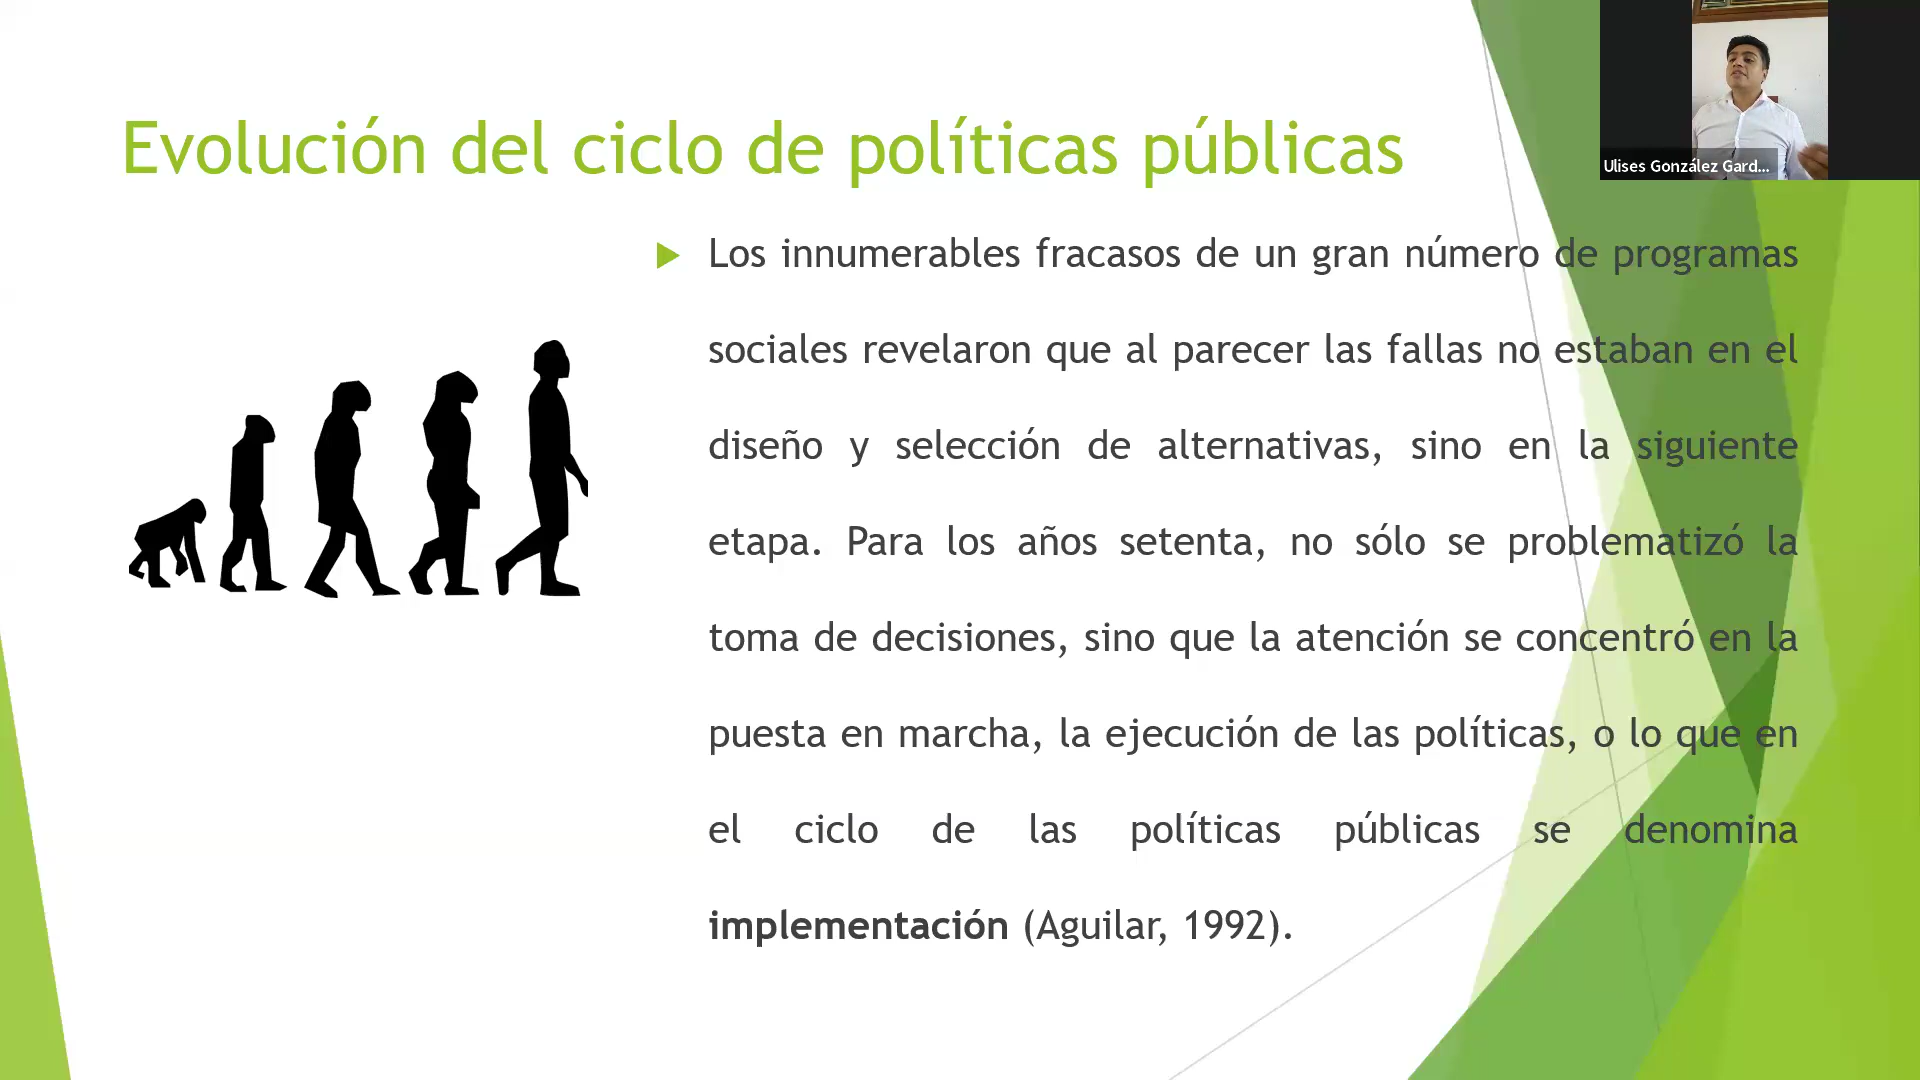 Evolución del ciclo de políticas públicas
Ulises González Gard...
Los innumerables fracasos de un gran número de programas
sociales revelaron que al parecer las fallas no estaban en el
diseño y selección de alternativas, sino en la siguiente
etapa. Para los años setenta, no sólo se problematizó la
toma de decisiones, sino que la atención se concentró en la
puesta en marcha, la ejecución de las políticas, o lo que en
el ciclo de las políticas públicas se denomina
implementación (Aguilar, 1992).